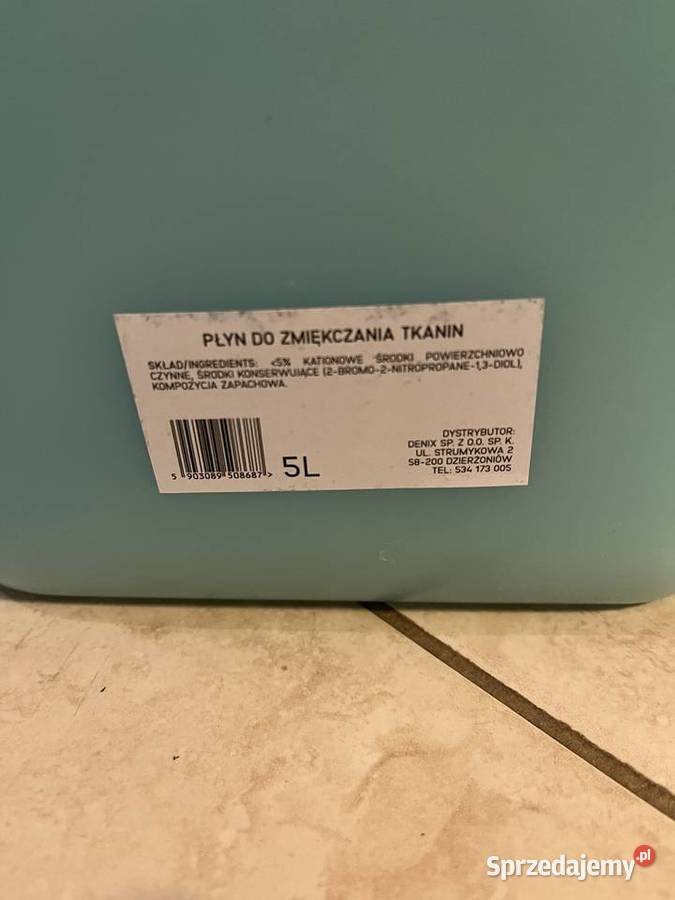 PŁYN DO ZMIĘKCZANIA TKANIN
SKŁAD/INGREDIENTS: <5% KATIONOWE ŚRODKI POWIERZCHNIOWO
CZYNNE, ŚRODKI KONSERWUJĄCE (2-BROMO-2-NITROPROPANE-1,3-DIOL),
KOMPOZYCJA ZAPACHOWA.
5 903089 508687 >
5L
DYSTRYBUTOR:
DENIX SP. Z O.O. SP. K.
UL. STRUMYKOWA 2
58-200 DZIERŻONIÓW
TEL: 534 173 005
Sprzedajemy.pl